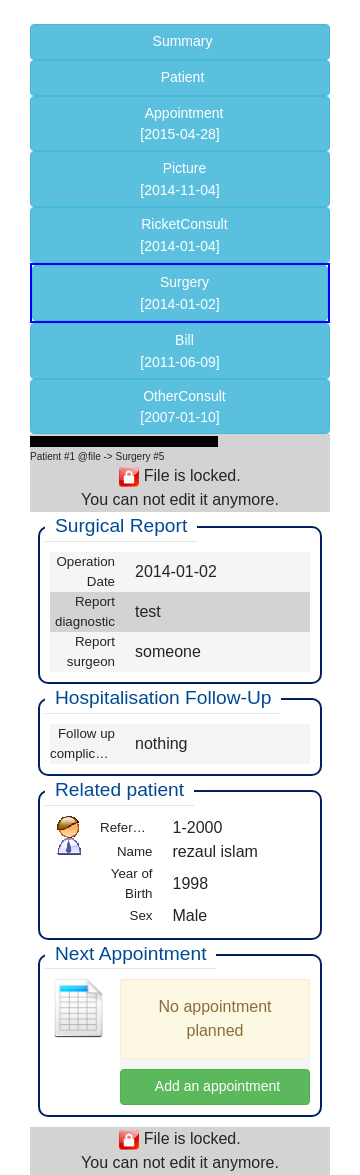 Summary
Patient
Appointment
[2015-04-28]
Picture
[2014-11-04]
RicketConsult
[2014-01-04]
Surgery
[2014-01-02]
Bill
[2011-06-09]
OtherConsult
[2007-01-10]
Patient #1 @file -> Surgery #5
File is locked.
You can not edit it anymore.
Surgical Report
Operation
Date
2014-01-02
Report
diagnostic
test
Report
surgeon
someone
Hospitalisation Follow-Up
Follow up
complic…
nothing
Related patient
Refer… 1-2000
Name rezaul islam
Year of
Birth
1998
Sex Male
Next Appointment
No appointment
planned
Add an appointment
File is locked.
You can not edit it anymore.